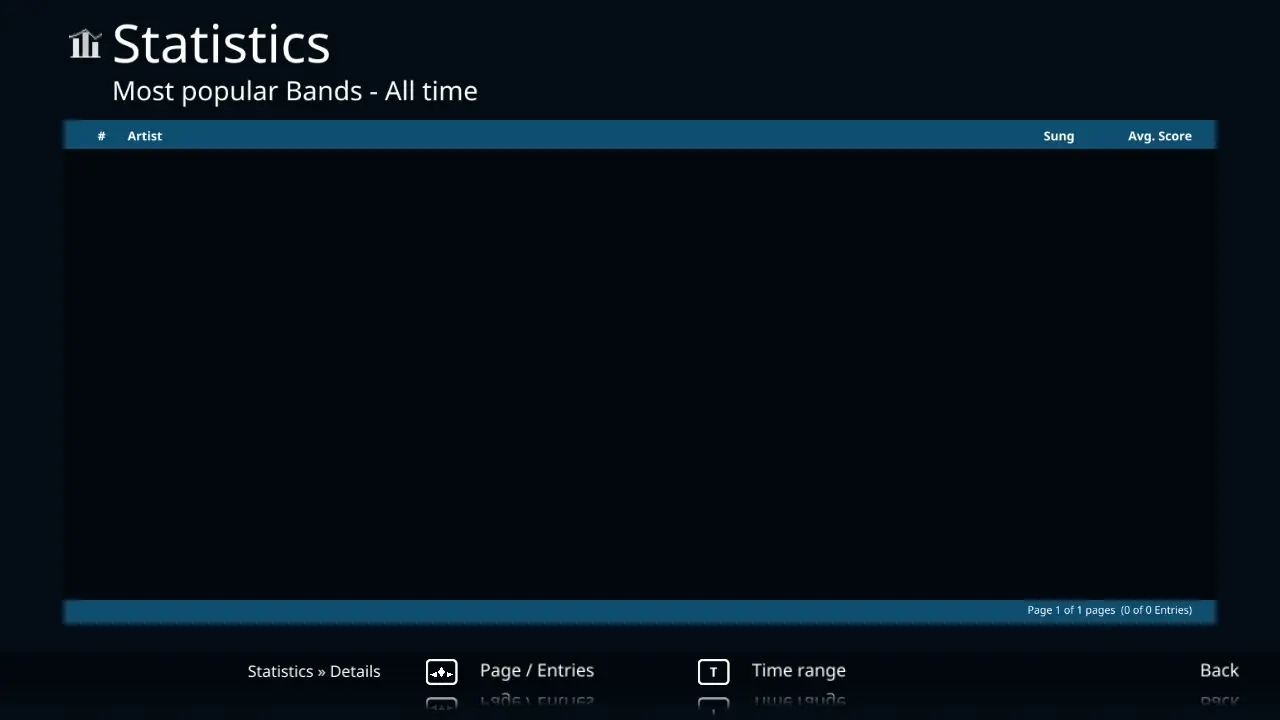 Statistics
Most popular Bands - All time
# Artist Sung Avg. Score
Page 1 of 1 pages (0 of 0 Entries)
Statistics » Details Page / Entries T Time range Back